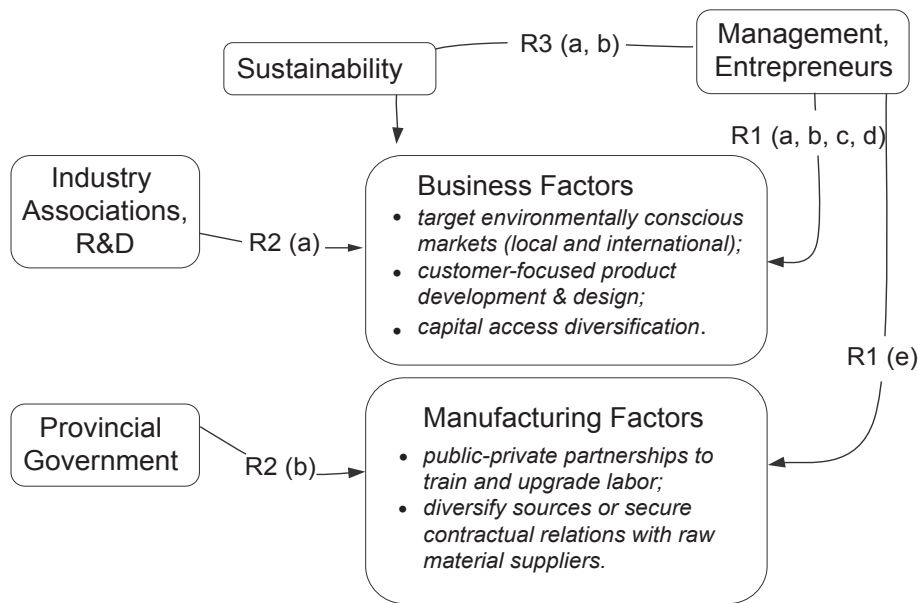 R3 (a, b)
Management,
Entrepreneurs
Sustainability
R1 (a, b, c, d)
Industry
Associations,
R&D
R2 (a)
Business Factors
• target environmentally conscious
markets (local and international);
• customer-focused product
development & design;
• capital access diversification.
R1 (e)
Provincial
Government
R2 (b)
Manufacturing Factors
• public-private partnerships to
train and upgrade labor;
• diversify sources or secure
contractual relations with raw
material suppliers.